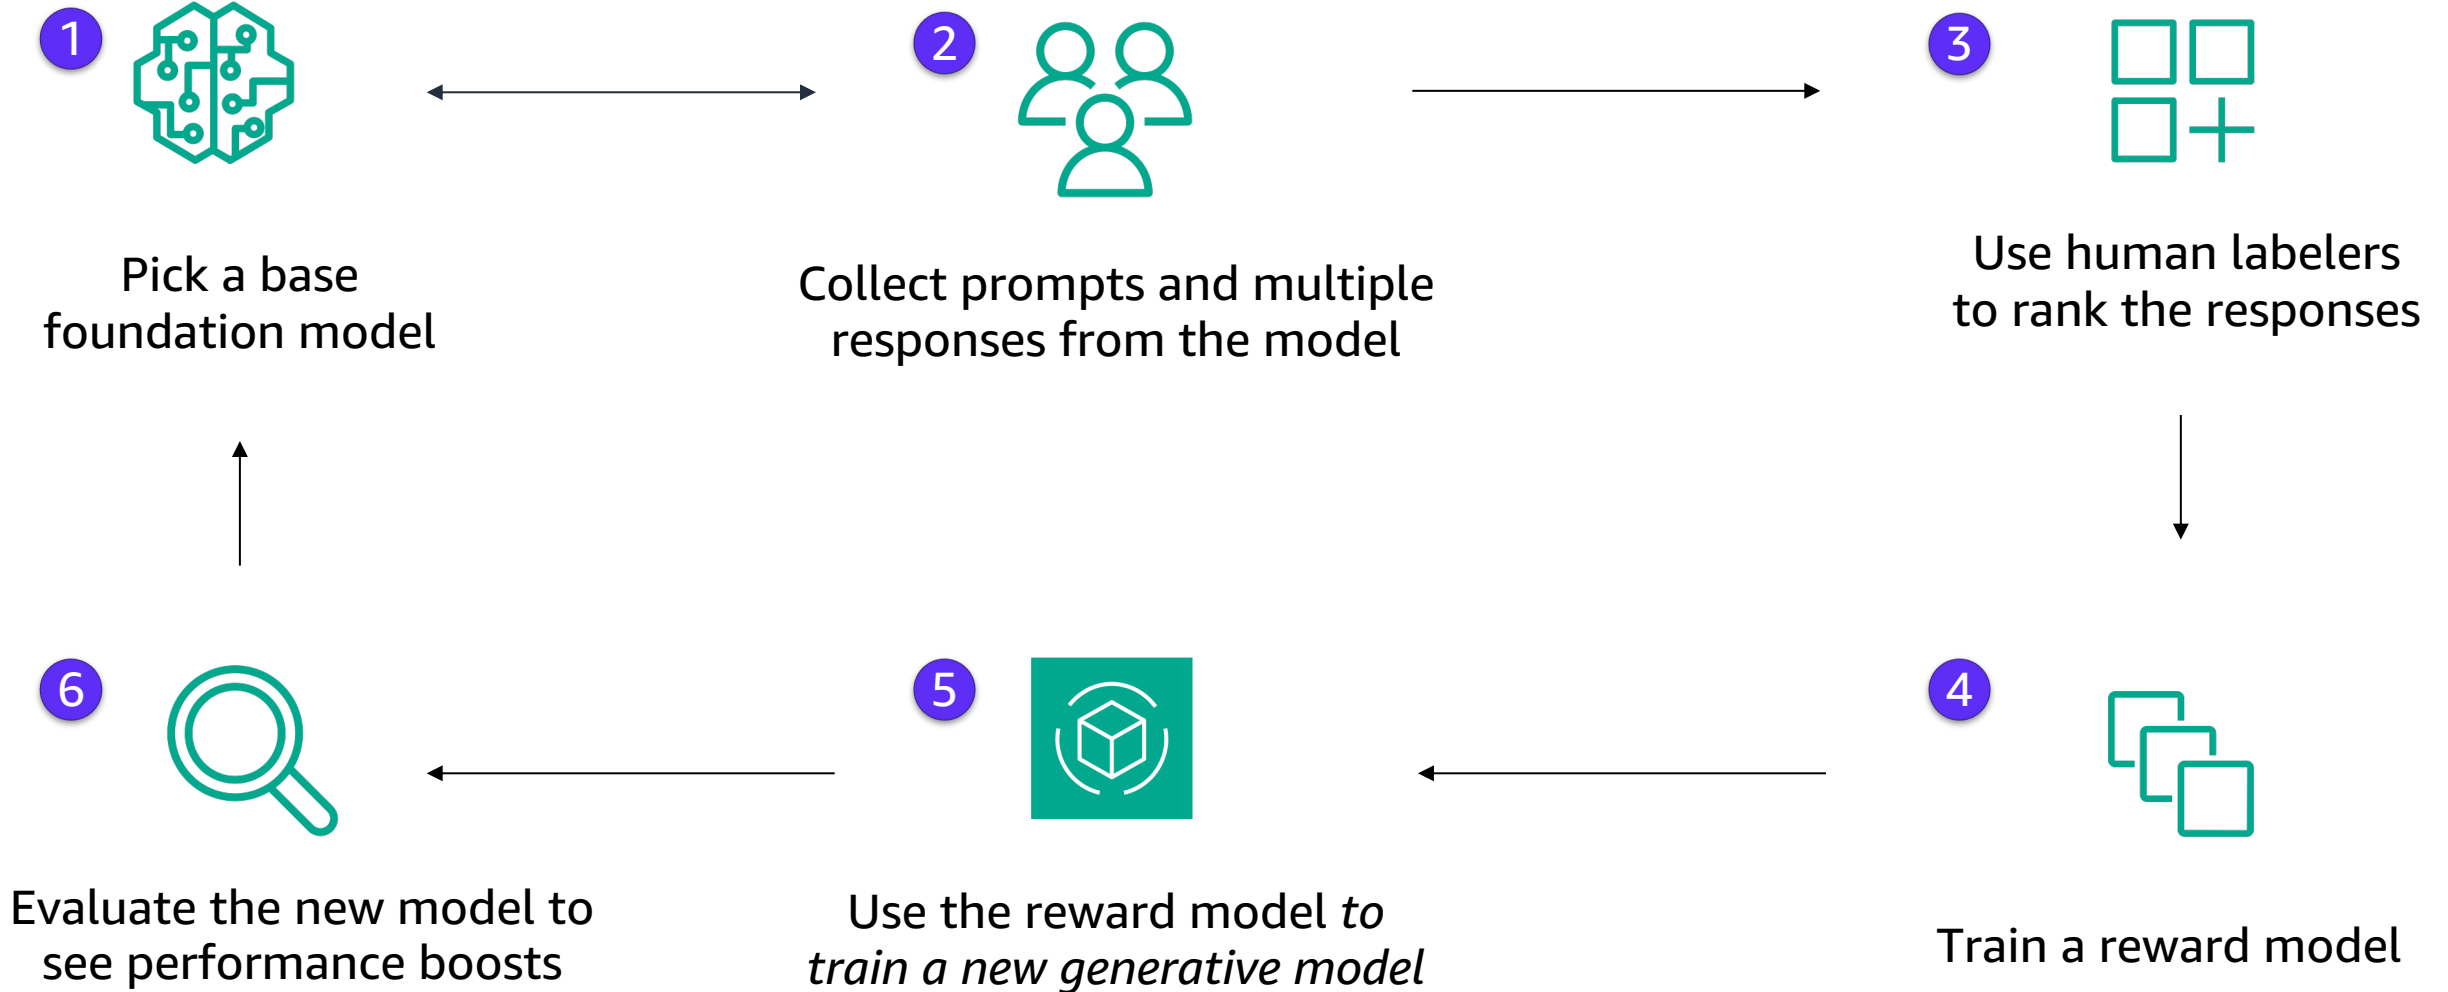 1
Pick a base
foundation model
2
Collect prompts and multiple
responses from the model
3
Use human labelers
to rank the responses
4
Train a reward model
5
Use the reward model to
train a new generative model
6
Evaluate the new model to
see performance boosts